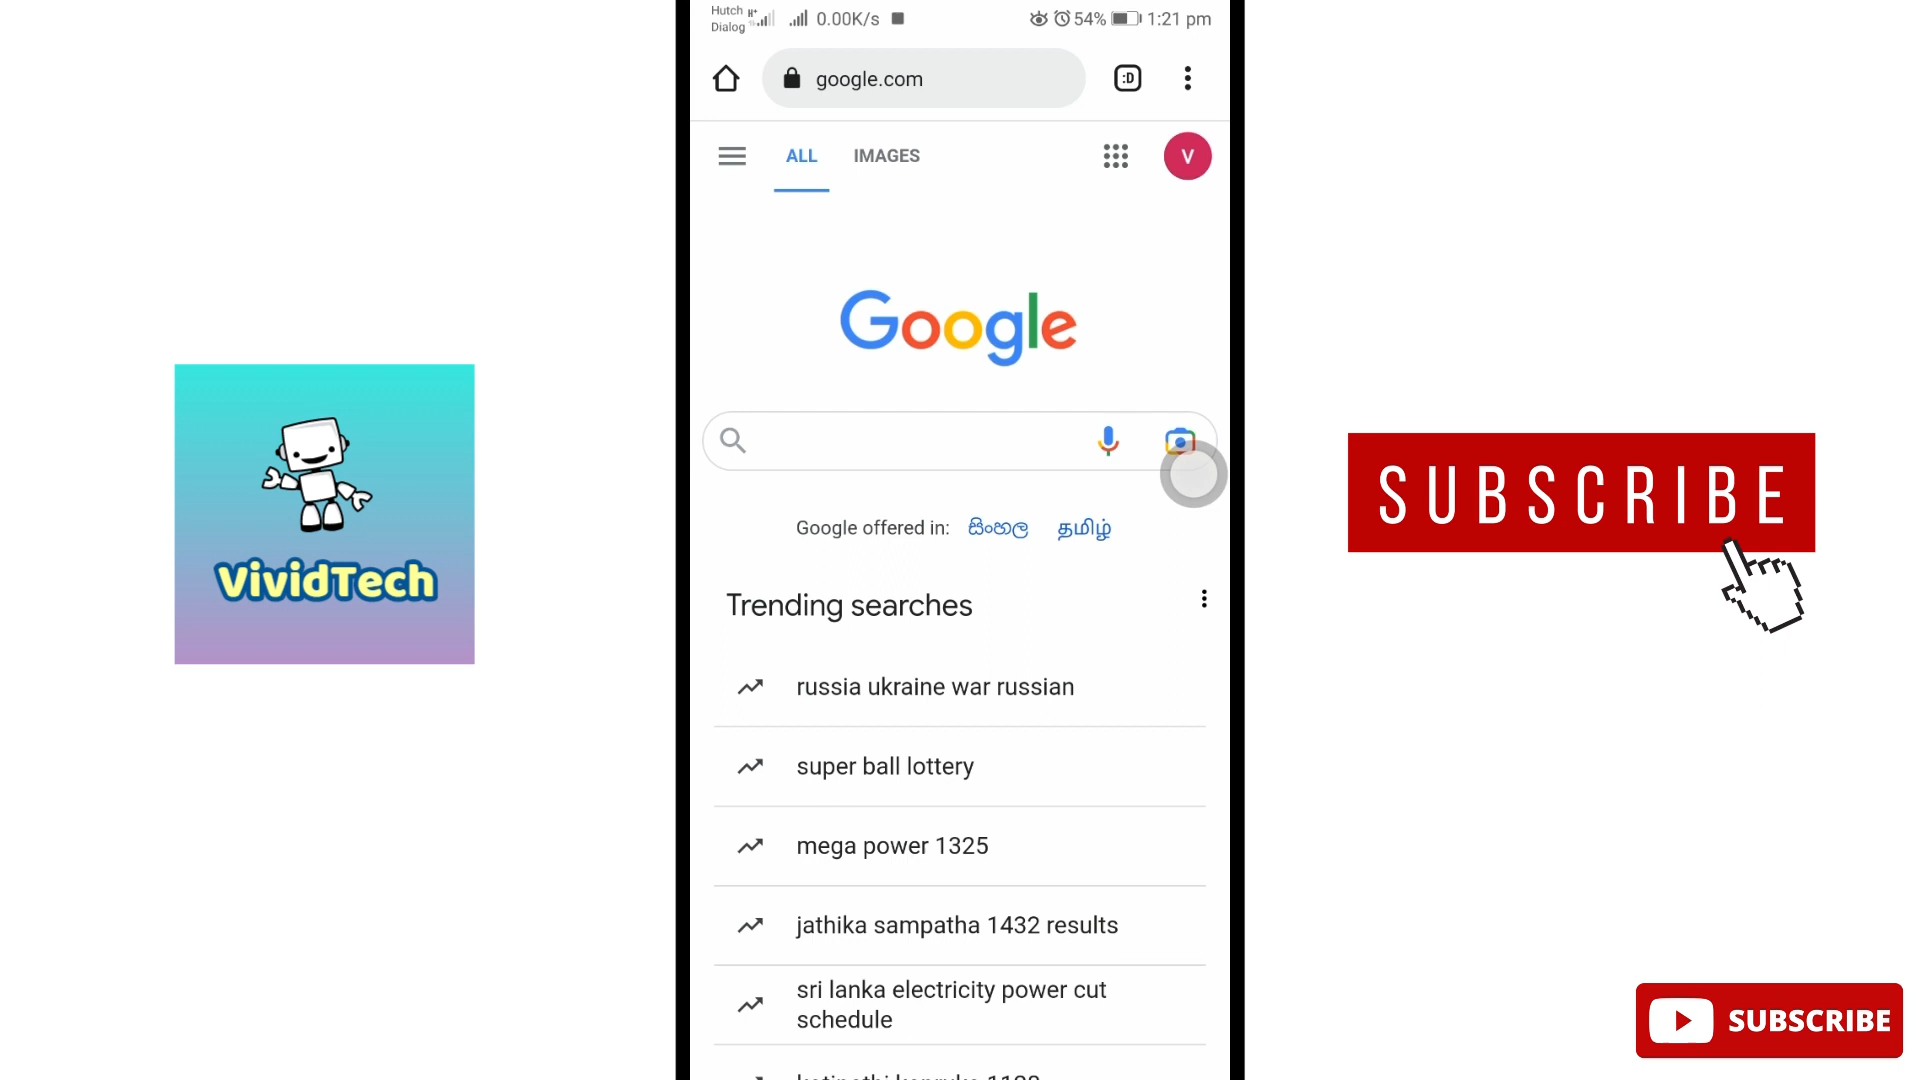 Hutch
Dialog
H+
0.00K/s
54%
1:21 pm
google.com
:D
ALL
IMAGES
V
Google
Google offered in: සිංහල தமிழ்
Trending searches
russia ukraine war russian
super ball lottery
mega power 1325
jathika sampatha 1432 results
sri lanka electricity power cut
schedule
VividTech
SUBSCRIBE
SUBSCRIBE